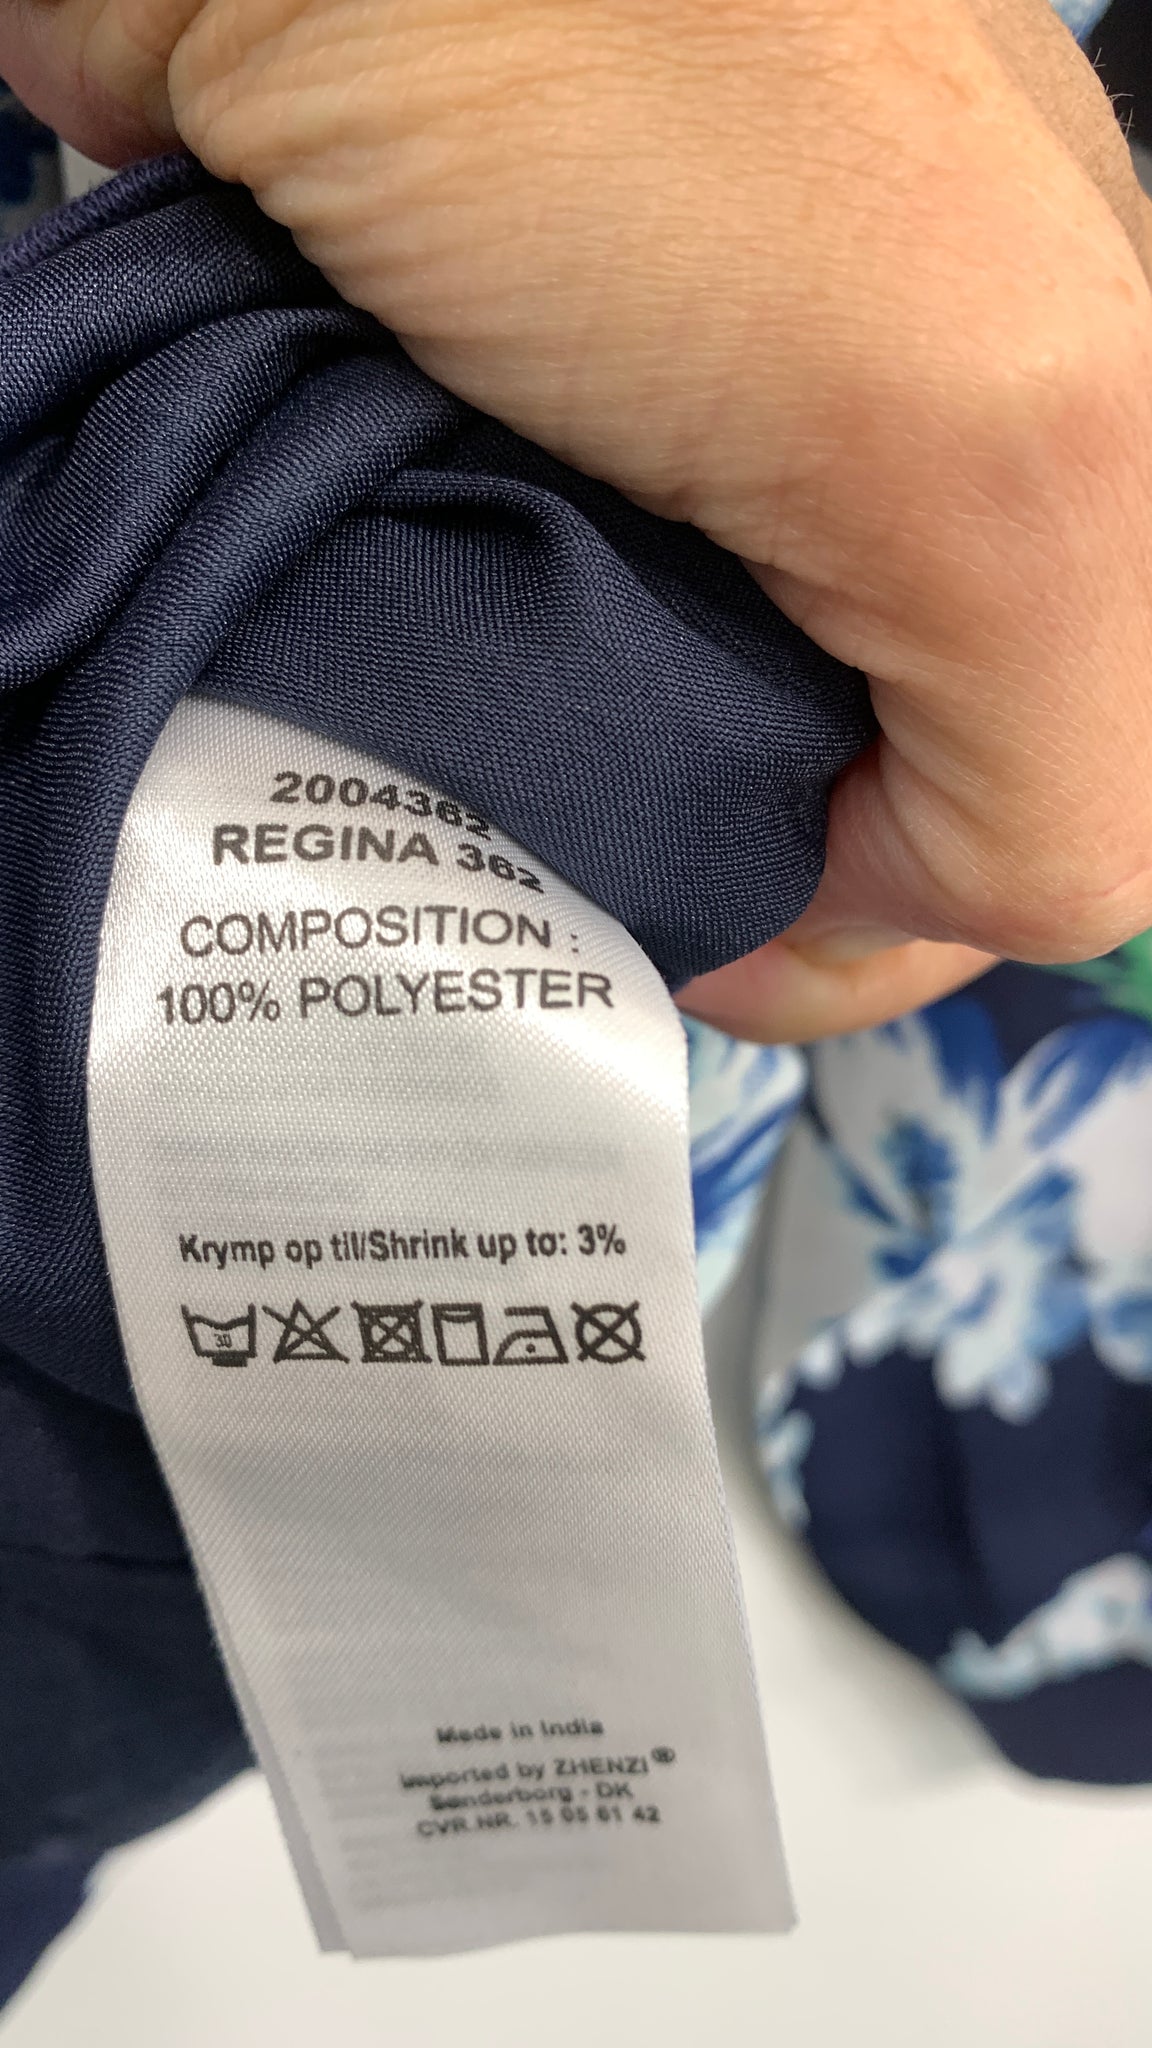 2004362
REGINA 362
COMPOSITION :
100% POLYESTER
Krymp op til/Shrink up to: 3%
30
Made in India
Imported by ZHENZI®
Sønderborg - DK
CVR.NR. 15 05 61 42